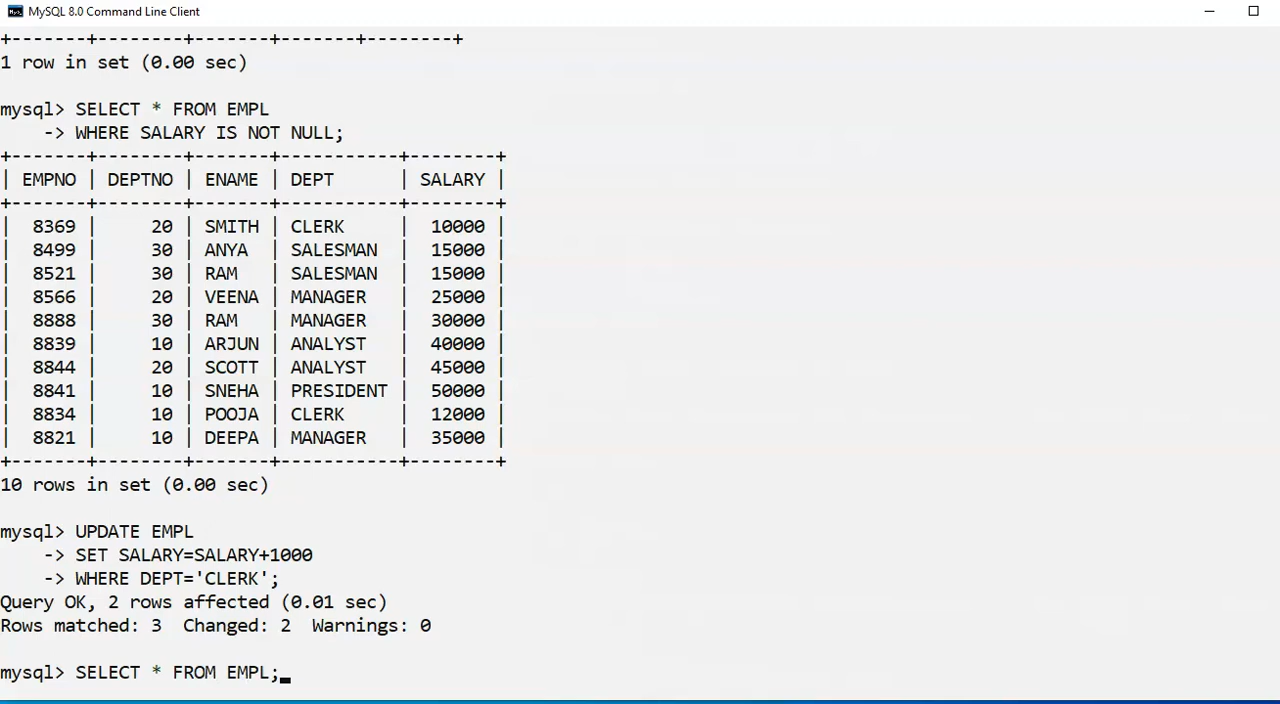 MySQL 8.0 Command Line Client
+-------+--------+-------+-------+--------+
1 row in set (0.00 sec)
mysql> SELECT * FROM EMPL
    -> WHERE SALARY IS NOT NULL;
+-------+--------+-------+-----------+--------+
| EMPNO | DEPTNO | ENAME | DEPT      | SALARY |
+-------+--------+-------+-----------+--------+
|  8369 |     20 | SMITH | CLERK     |  10000 |
|  8499 |     30 | ANYA  | SALESMAN  |  15000 |
|  8521 |     30 | RAM   | SALESMAN  |  15000 |
|  8566 |     20 | VEENA | MANAGER   |  25000 |
|  8888 |     30 | RAM   | MANAGER   |  30000 |
|  8839 |     10 | ARJUN | ANALYST   |  40000 |
|  8844 |     20 | SCOTT | ANALYST   |  45000 |
|  8841 |     10 | SNEHA | PRESIDENT |  50000 |
|  8834 |     10 | POOJA | CLERK     |  12000 |
|  8821 |     10 | DEEPA | MANAGER   |  35000 |
+-------+--------+-------+-----------+--------+
10 rows in set (0.00 sec)
mysql> UPDATE EMPL
    -> SET SALARY=SALARY+1000
    -> WHERE DEPT='CLERK';
Query OK, 2 rows affected (0.01 sec)
Rows matched: 3  Changed: 2  Warnings: 0
mysql> SELECT * FROM EMPL;